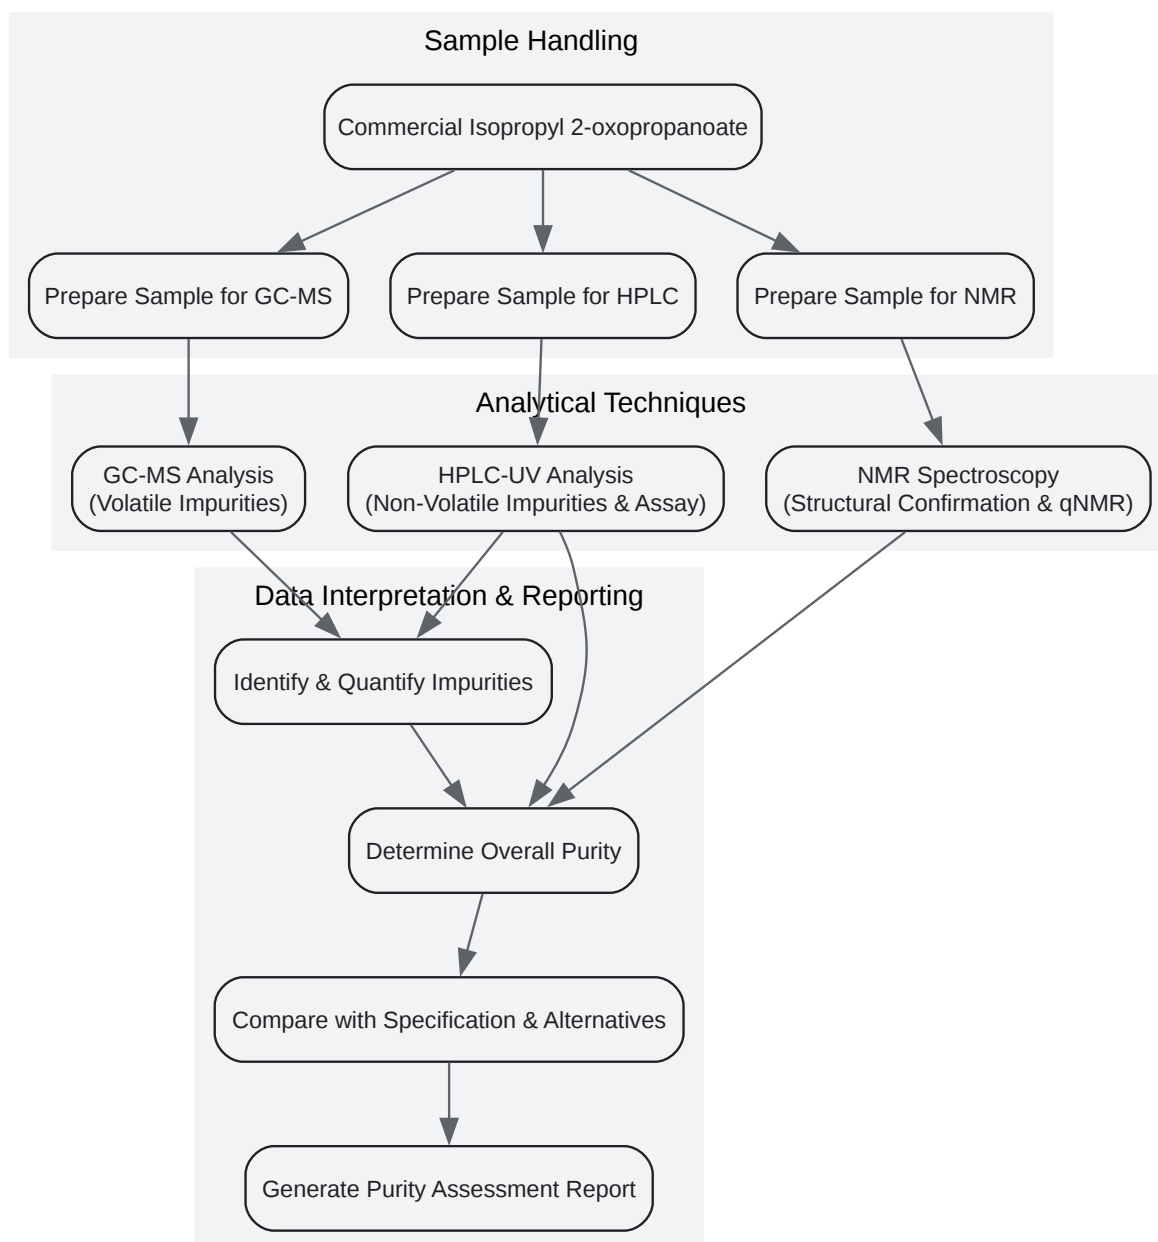 Sample Handling
Commercial Isopropyl 2-oxopropanoate
Prepare Sample for GC-MS
Prepare Sample for HPLC
Prepare Sample for NMR
Analytical Techniques
GC-MS Analysis
(Volatile Impurities)
HPLC-UV Analysis
(Non-Volatile Impurities & Assay)
NMR Spectroscopy
(Structural Confirmation & qNMR)
Data Interpretation & Reporting
Identify & Quantify Impurities
Determine Overall Purity
Compare with Specification & Alternatives
Generate Purity Assessment Report